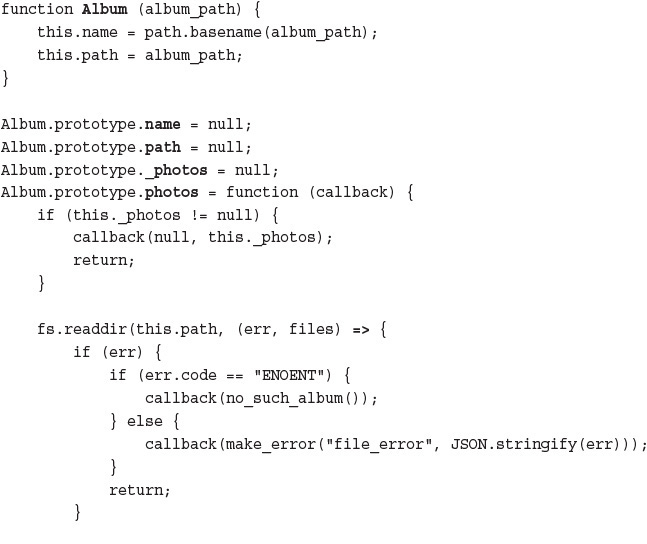 function Album (album_path) {
    this.name = path.basename(album_path);
    this.path = album_path;
}

Album.prototype.name = null;
Album.prototype.path = null;
Album.prototype._photos = null;
Album.prototype.photos = function (callback) {
    if (this._photos != null) {
        callback(null, this._photos);
        return;
    }

    fs.readdir(this.path, (err, files) => {
        if (err) {
            if (err.code == "ENOENT") {
                callback(no_such_album());
            } else {
                callback(make_error("file_error", JSON.stringify(err)));
            }
            return;
        }